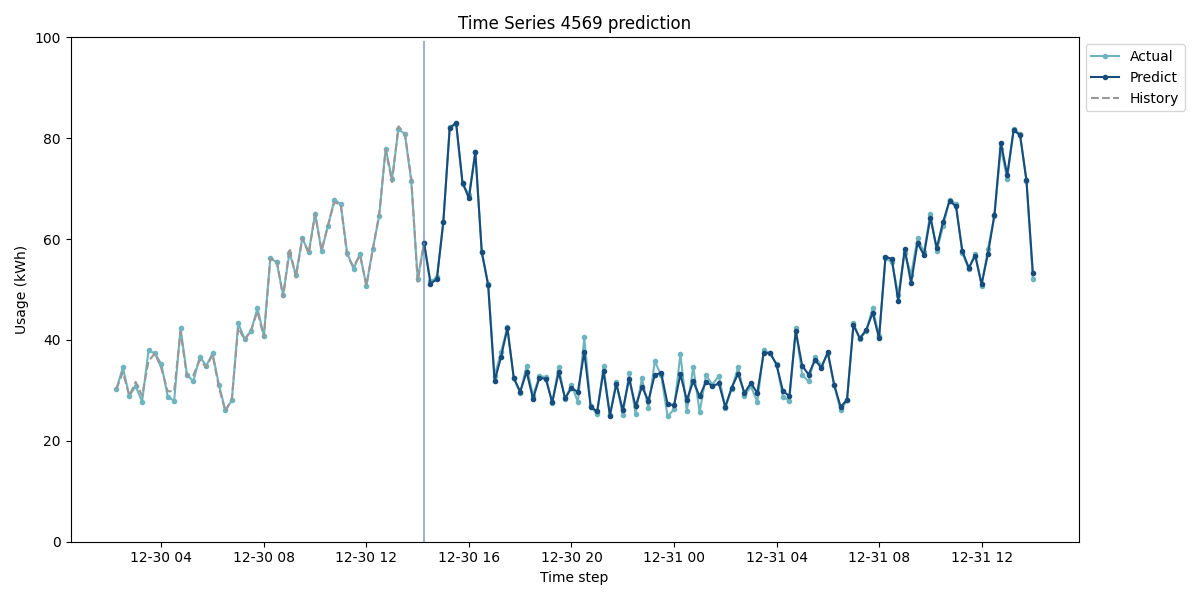 Time Series 4569 prediction
Usage (kWh)
100
80
60
40
20
0
12-30 04
12-30 08
12-30 12
12-30 16
12-30 20
12-31 00
12-31 04
12-31 08
12-31 12
Time step
Actual
Predict
History